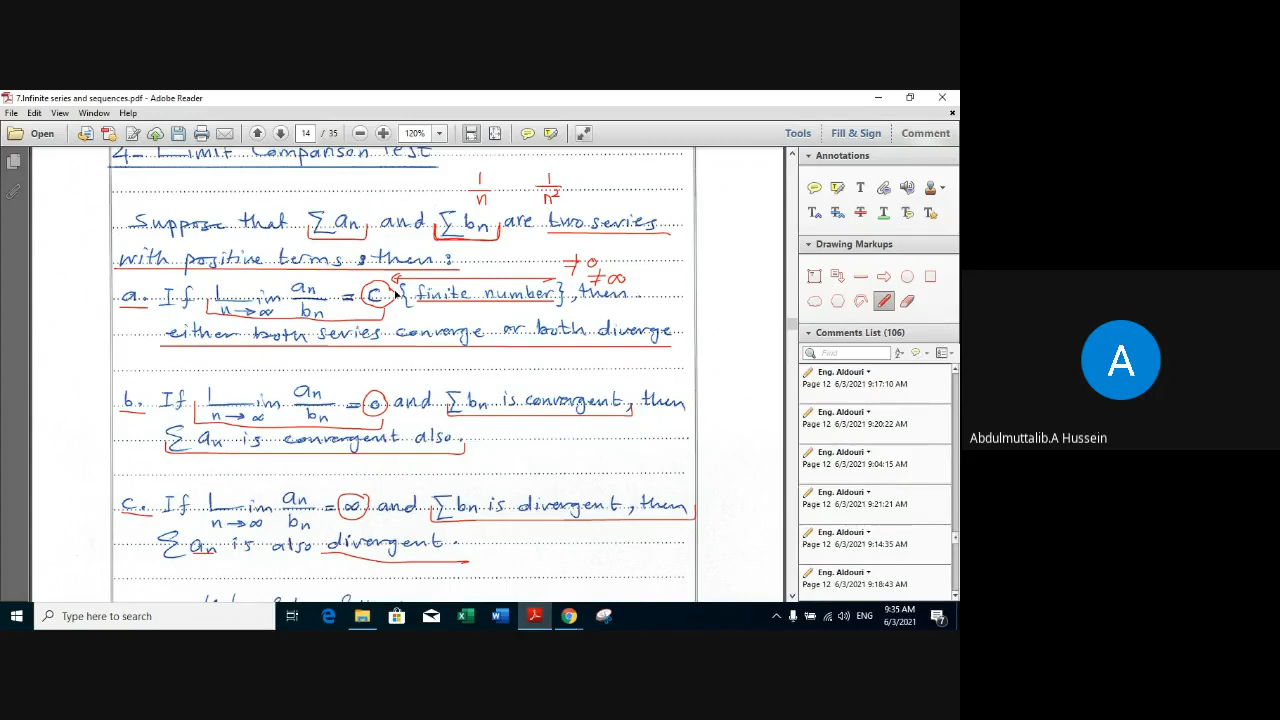 7.Infinite series and sequences.pdf - Adobe Reader
File Edit View Window Help
Open 14 / 35 120% Tools Fill & Sign Comment
4- Limit Comparison Test
1/n 1/n²
Suppose that ∑an and ∑bn are two series
with positive terms ; then :
≠ 0
≠ ∞
a. If Lim n→∞ an/bn = C {finite number}, then
either both series converge or both diverge
b. If Lim n→∞ an/bn = 0 and ∑bn is convergent, then
∑ an is convergent also.
c. If Lim n→∞ an/bn = ∞ and ∑bn is divergent, then
∑ an is also divergent.
Annotations
Drawing Markups
Comments List (106)
Find
Eng. Aldouri
Page 12 6/3/2021 9:17:10 AM
Eng. Aldouri
Page 12 6/3/2021 9:20:22 AM
Eng. Aldouri
Page 12 6/3/2021 9:04:15 AM
Eng. Aldouri
Page 12 6/3/2021 9:21:21 AM
Eng. Aldouri
Page 12 6/3/2021 9:14:35 AM
Eng. Aldouri
Page 12 6/3/2021 9:18:43 AM
A
Abdulmuttalib.A Hussein
Type here to search
ENG
9:35 AM
6/3/2021